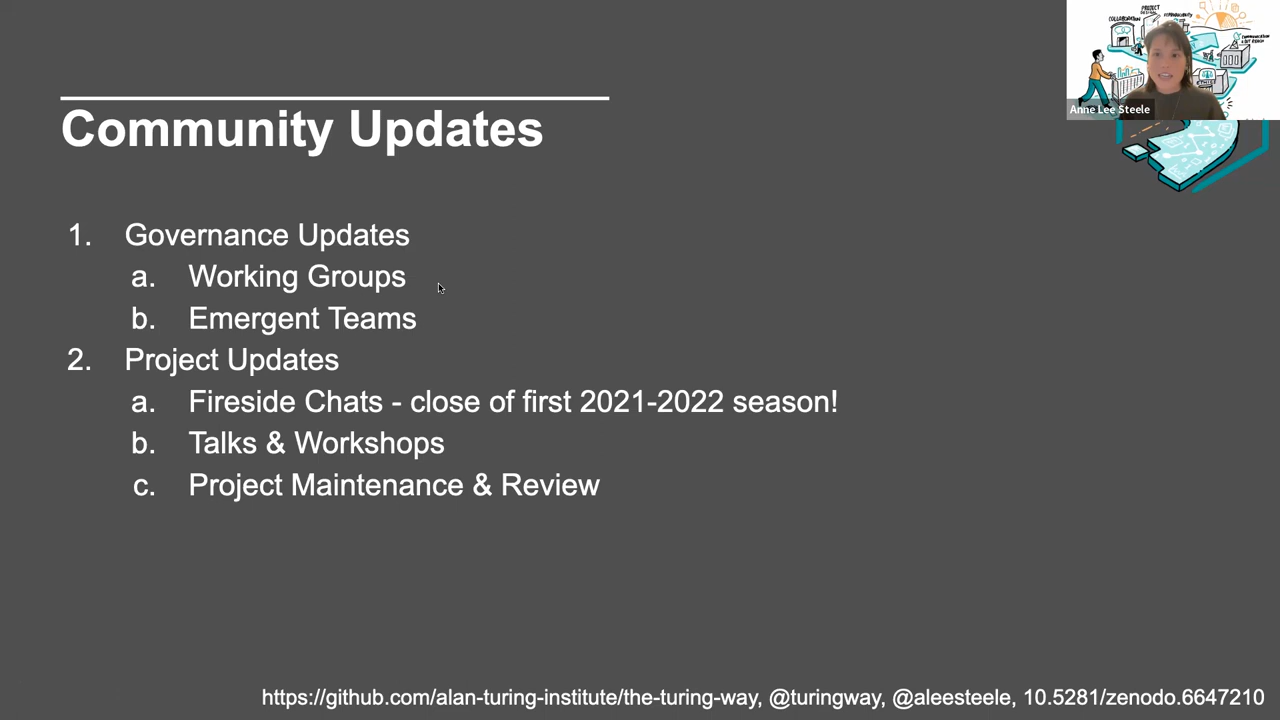 PROJECT
DESIGN
COLLABORATION
REPRODUCIBILITY
Anne Lee Steele
Community Updates
1. Governance Updates
a. Working Groups
b. Emergent Teams
2. Project Updates
a. Fireside Chats - close of first 2021-2022 season!
b. Talks & Workshops
c. Project Maintenance & Review
https://github.com/alan-turing-institute/the-turing-way, @turingway, @aleesteele, 10.5281/zenodo.6647210